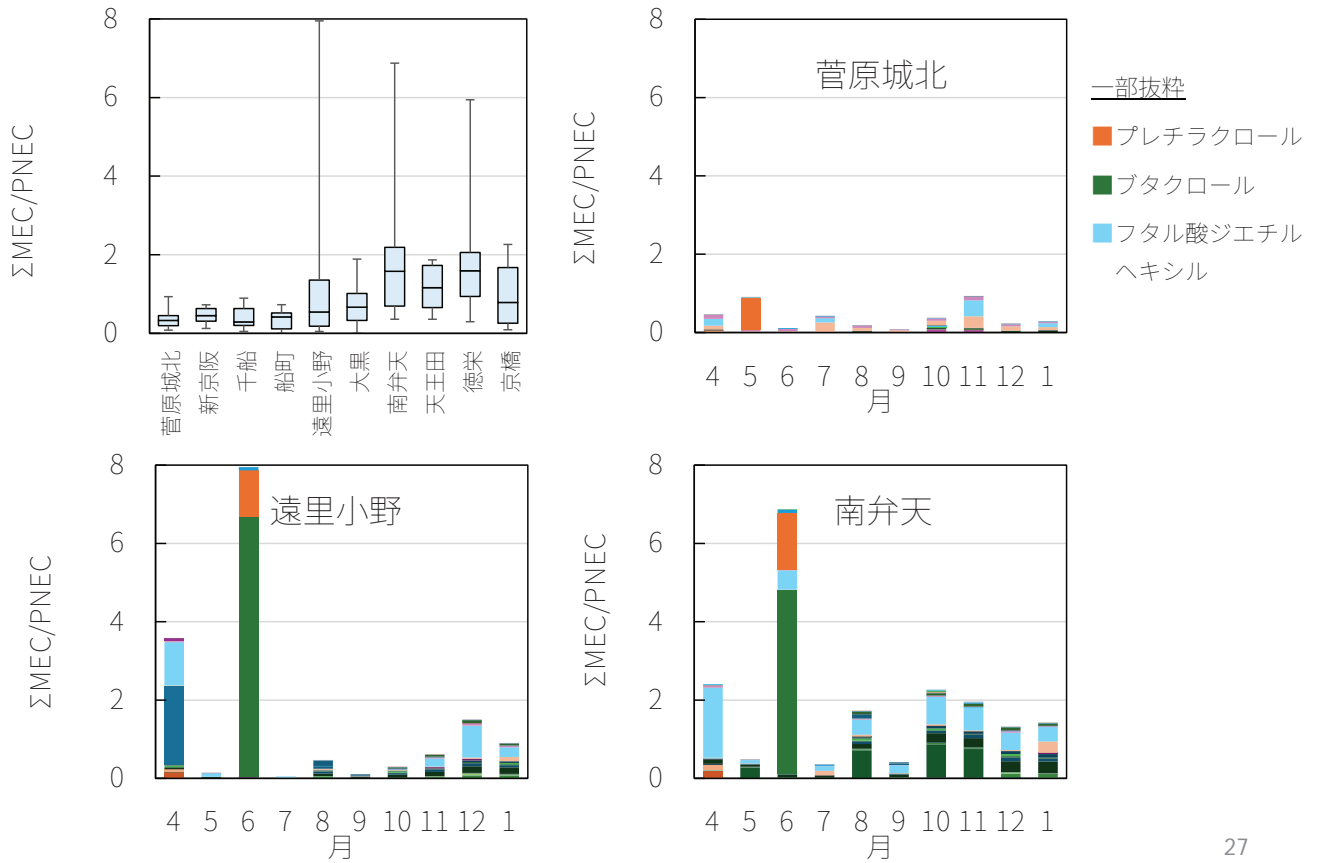 8
6
4
2
0
ΣMEC/PNEC
菅原城北
新京阪
千船
船町
遠里小野
大黒
南弁天
天王田
徳栄
京橋
8
6
4
2
0
ΣMEC/PNEC
菅原城北
4 5 6 7 8 9 10 11 12 1
月
一部抜粋
プレチラクロール
ブタクロール
フタル酸ジエチル
ヘキシル
8
6
4
2
0
ΣMEC/PNEC
遠里小野
4 5 6 7 8 9 10 11 12 1
月
8
6
4
2
0
ΣMEC/PNEC
南弁天
4 5 6 7 8 9 10 11 12 1
月
27